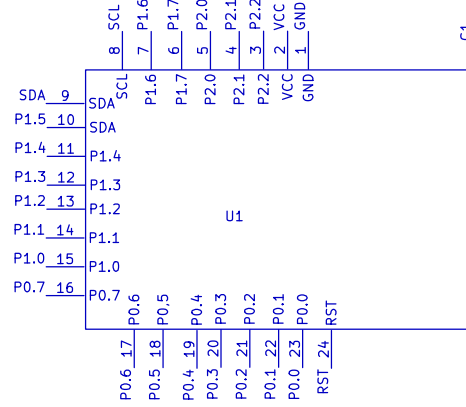 SCL P1.6 P1.7 P2.0 P2.1 P2.2 VCC GND
8 7 6 5 4 3 2 1
SCL P1.6 P1.7 P2.0 P2.1 P2.2 VCC GND
SDA 9 SDA
P1.5 10 SDA
P1.4 11 P1.4
P1.3 12 P1.3
P1.2 13 P1.2
U1
P1.1 14 P1.1
P1.0 15 P1.0
P0.7 16 P0.7
P0.6 P0,5 P0.4 P0.3 P0.2 P0.1 P0.0 RST
17 18 19 20 21 22 23 24
P0.6 P0.5 P0.4 P0.3 P0.2 P0.1 P0.0 RST